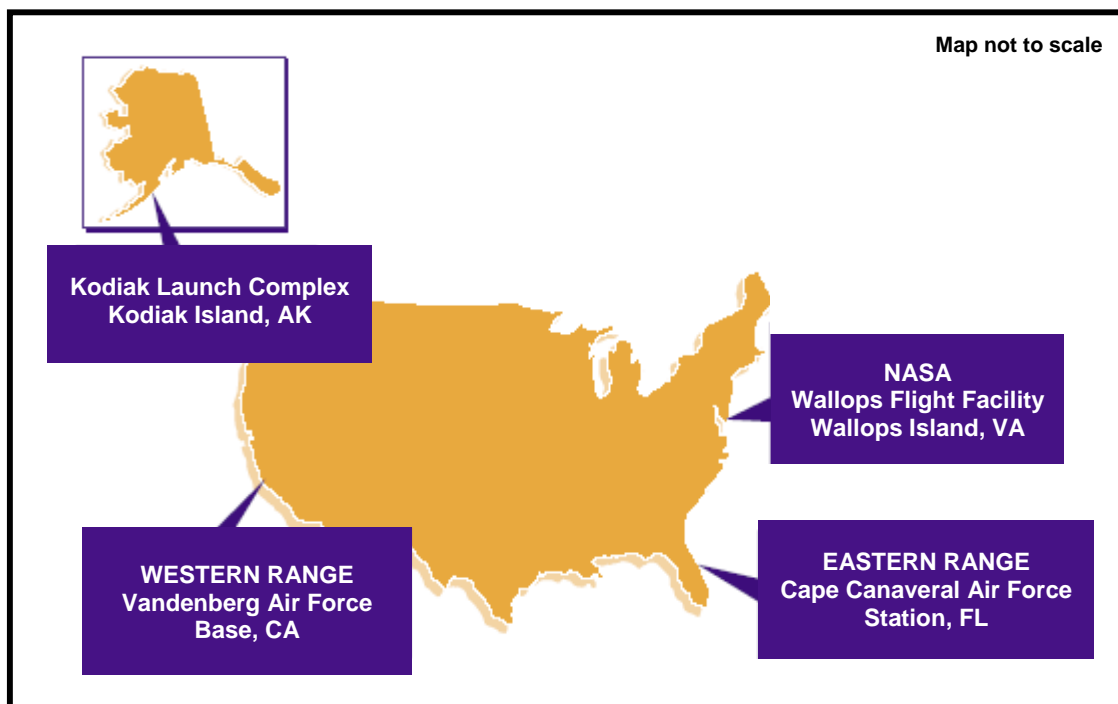 Map not to scale
Kodiak Launch Complex
Kodiak Island, AK
NASA
Wallops Flight Facility
Wallops Island, VA
WESTERN RANGE
Vandenberg Air Force
Base, CA
EASTERN RANGE
Cape Canaveral Air Force
Station, FL